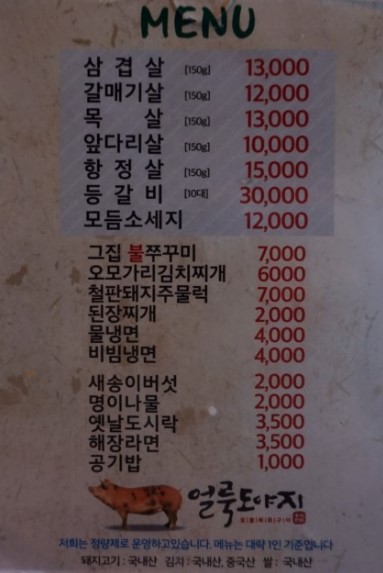 MENU
삼겹살 [150g] 13,000
갈매기살 [150g] 12,000
목살 [150g] 13,000
앞다리살 [150g] 10,000
항정살 [150g] 15,000
등갈비 [10대] 30,000
모듬소세지 12,000
그집 불쭈꾸미 7,000
오모가리김치찌개 6000
철판돼지주물럭 7,000
된장찌개 2,000
물냉면 4,000
비빔냉면 4,000
새송이버섯 2,000
명이나물 2,000
옛날도시락 3,500
해장라면 3,500
공기밥 1,000
얼룩도야지
저희는 정량제로 운영하고있습니다. 메뉴는 대략 1인 기준입니다
돼지고기 : 국내산 김치 : 국내산, 중국산 쌀 : 국내산